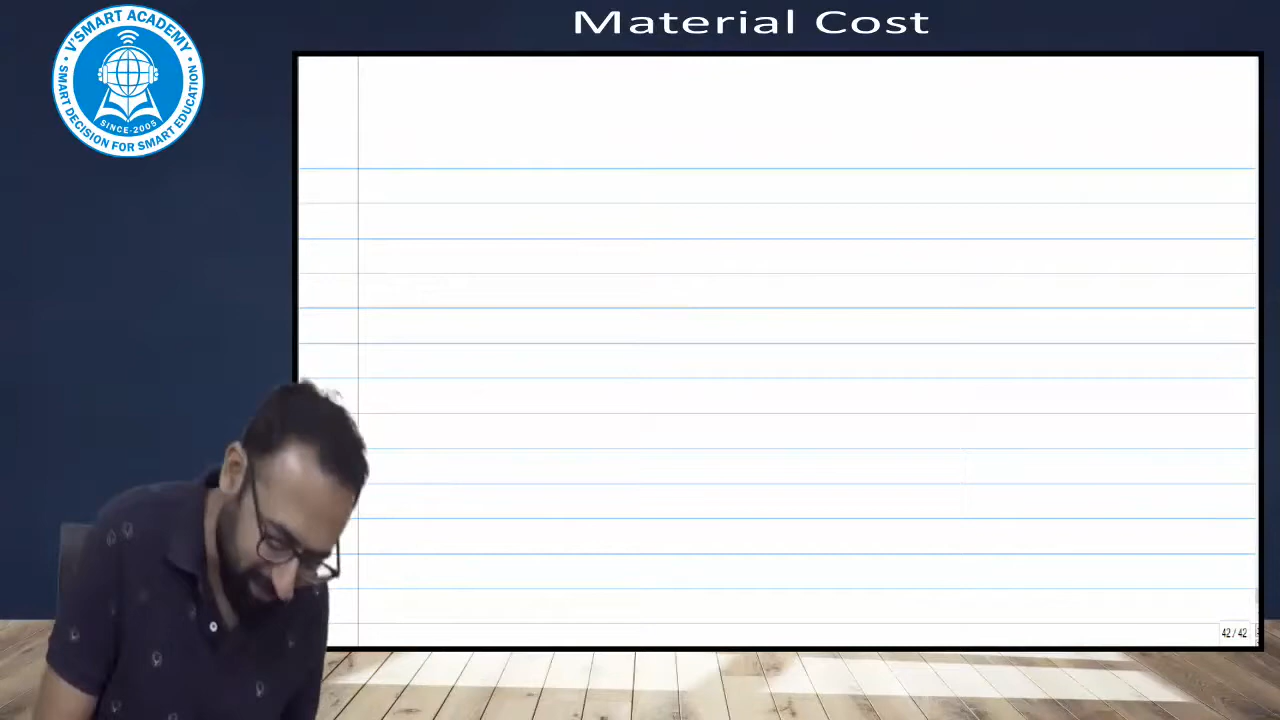 Material Cost
V'SMART ACADEMY
SINCE-2005
SMART DECISION FOR SMART EDUCATION
42 / 42